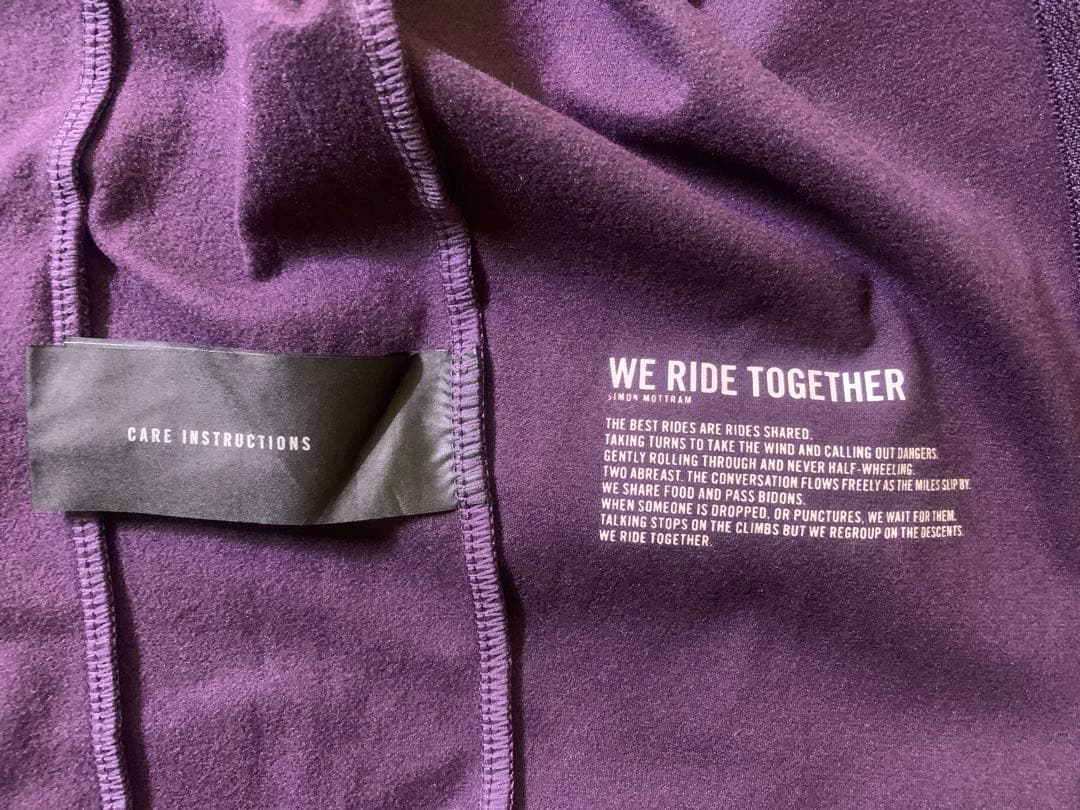 CARE INSTRUCTIONS
WE RIDE TOGETHER
SIMON MOTTRAM
THE BEST RIDES ARE RIDES SHARED.
TAKING TURNS TO TAKE THE WIND AND CALLING OUT DANGERS.
GENTLY ROLLING THROUGH AND NEVER HALF-WHEELING.
TWO ABREAST. THE CONVERSATION FLOWS FREELY AS THE MILES SLIP BY.
WE SHARE FOOD AND PASS BIDONS.
WHEN SOMEONE IS DROPPED, OR PUNCTURES, WE WAIT FOR THEM.
TALKING STOPS ON THE CLIMBS BUT WE REGROUP ON THE DESCENTS.
WE RIDE TOGETHER.